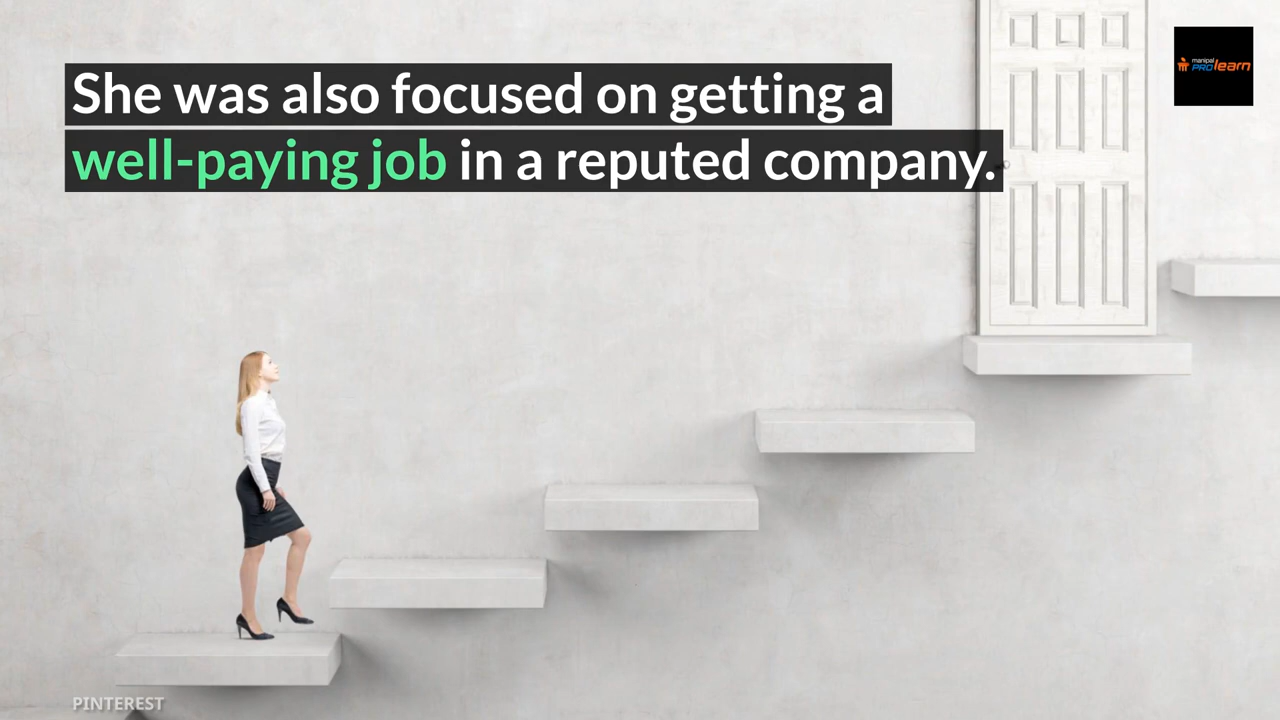 She was also focused on getting a
well-paying job in a reputed company.
manipal
PROlearn
PINTEREST